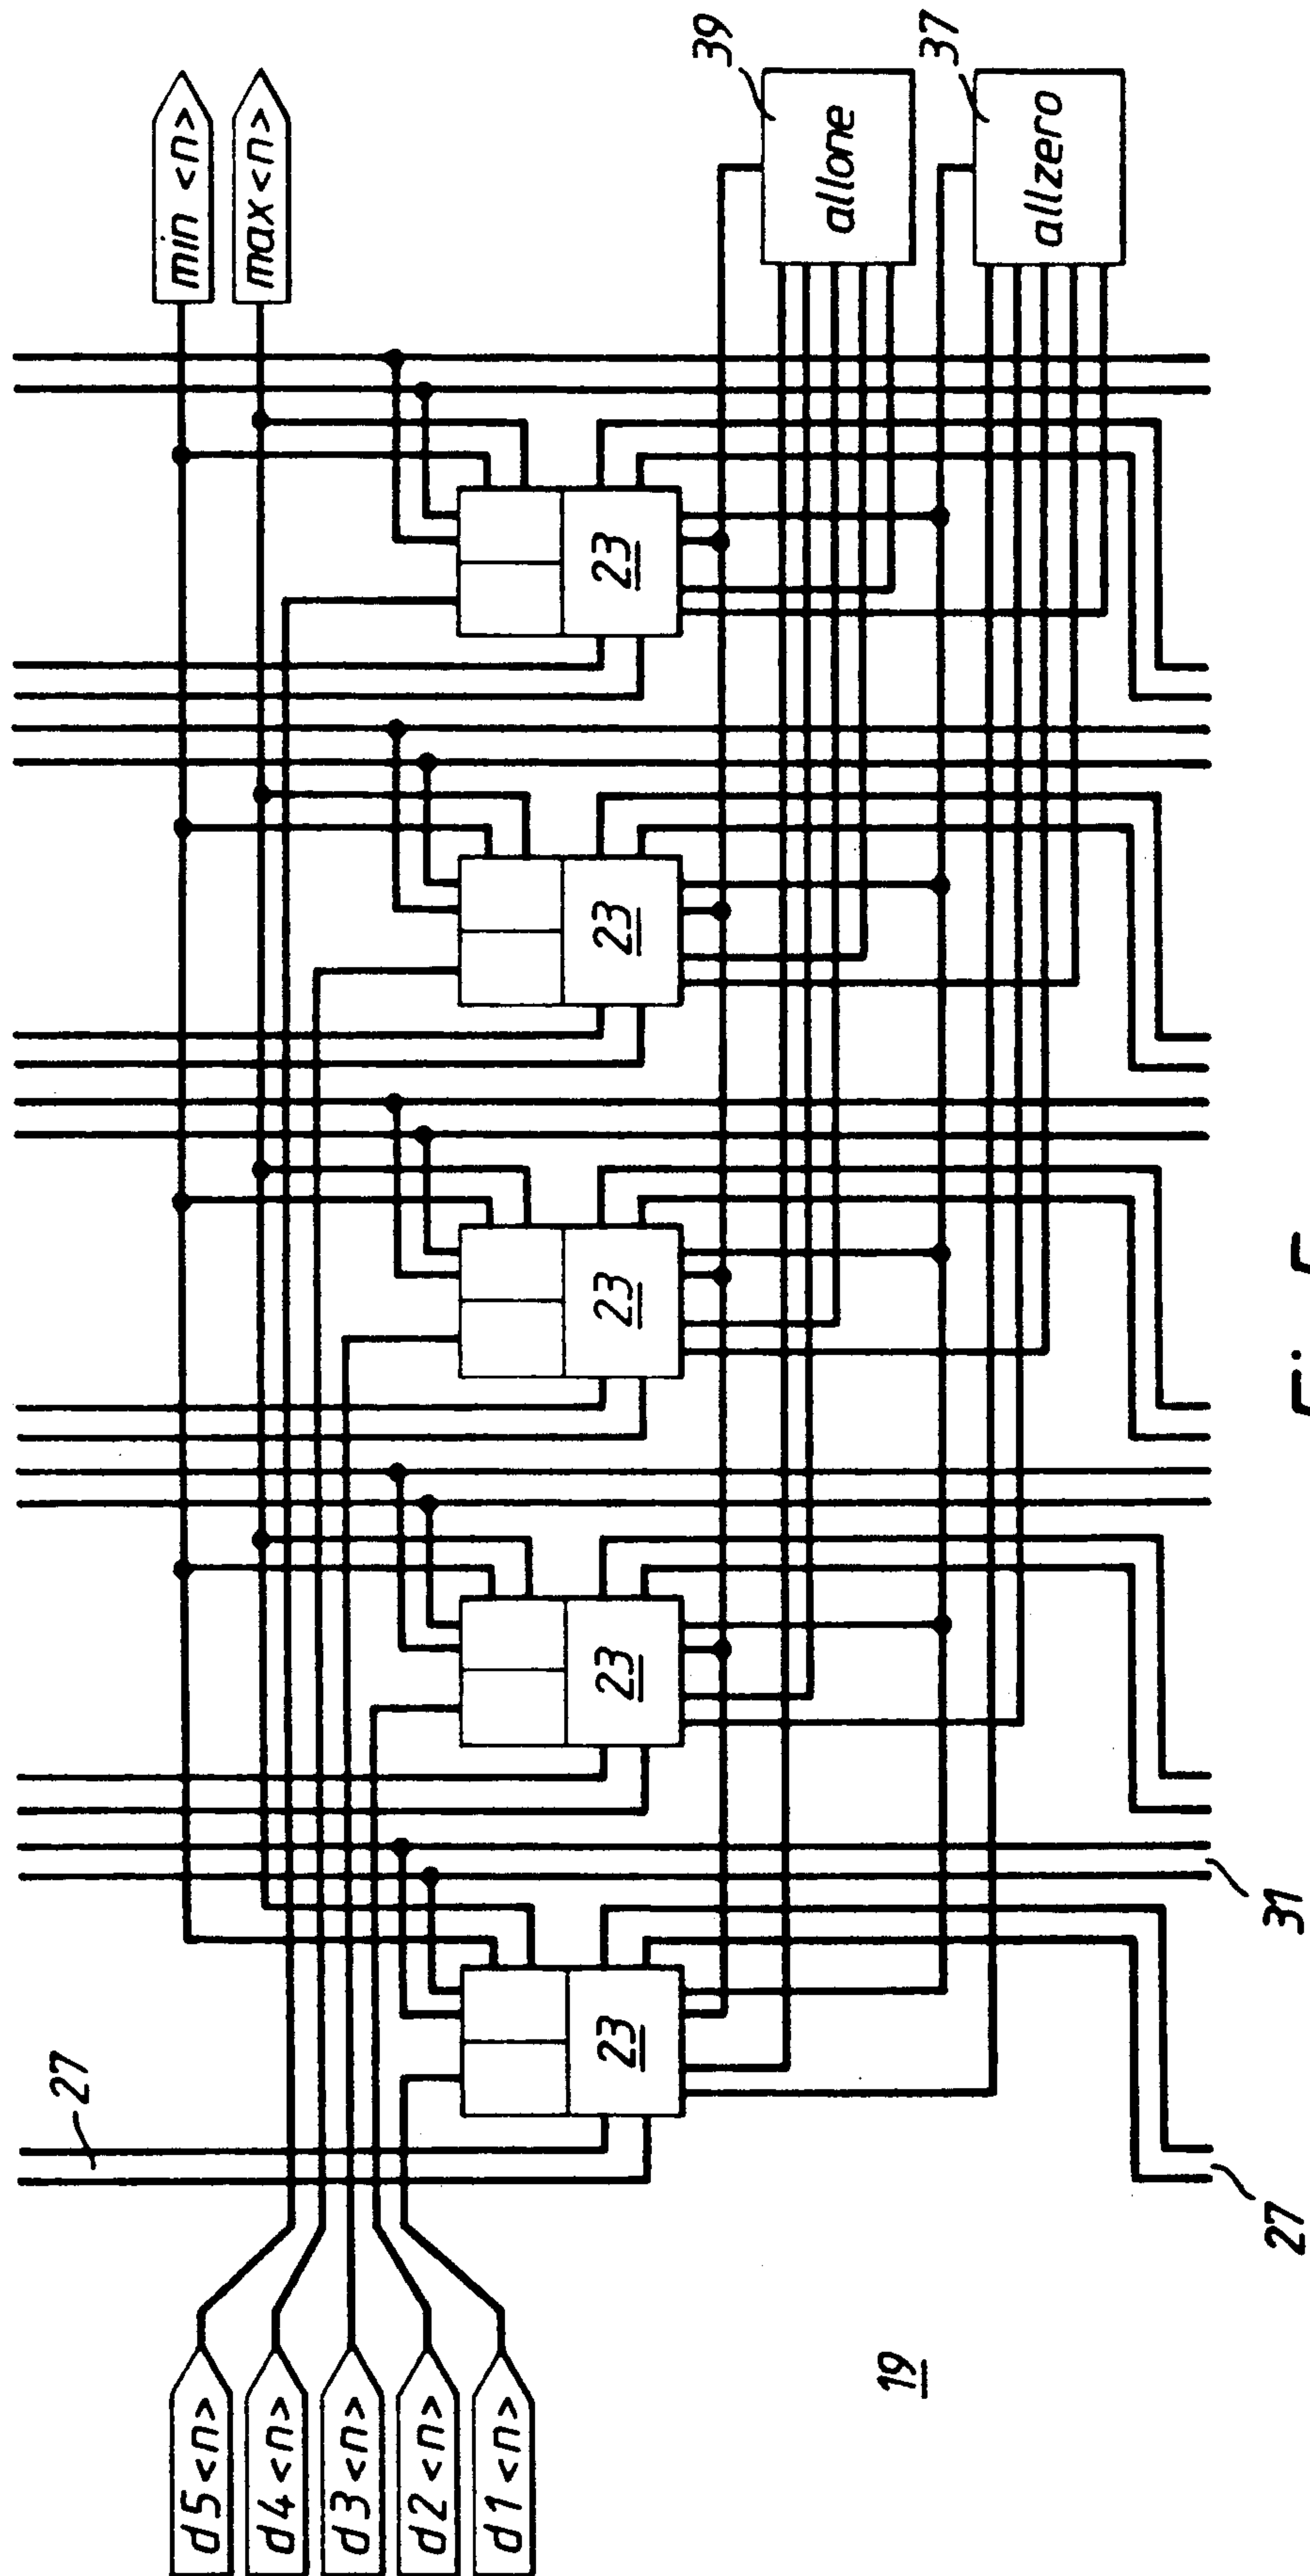 min <n>
max <n>
39
allone
37
allzero
23
23
23
23
23
d5 <n>
d4 <n>
d3 <n>
d2 <n>
d1 <n>
27
31
27
19